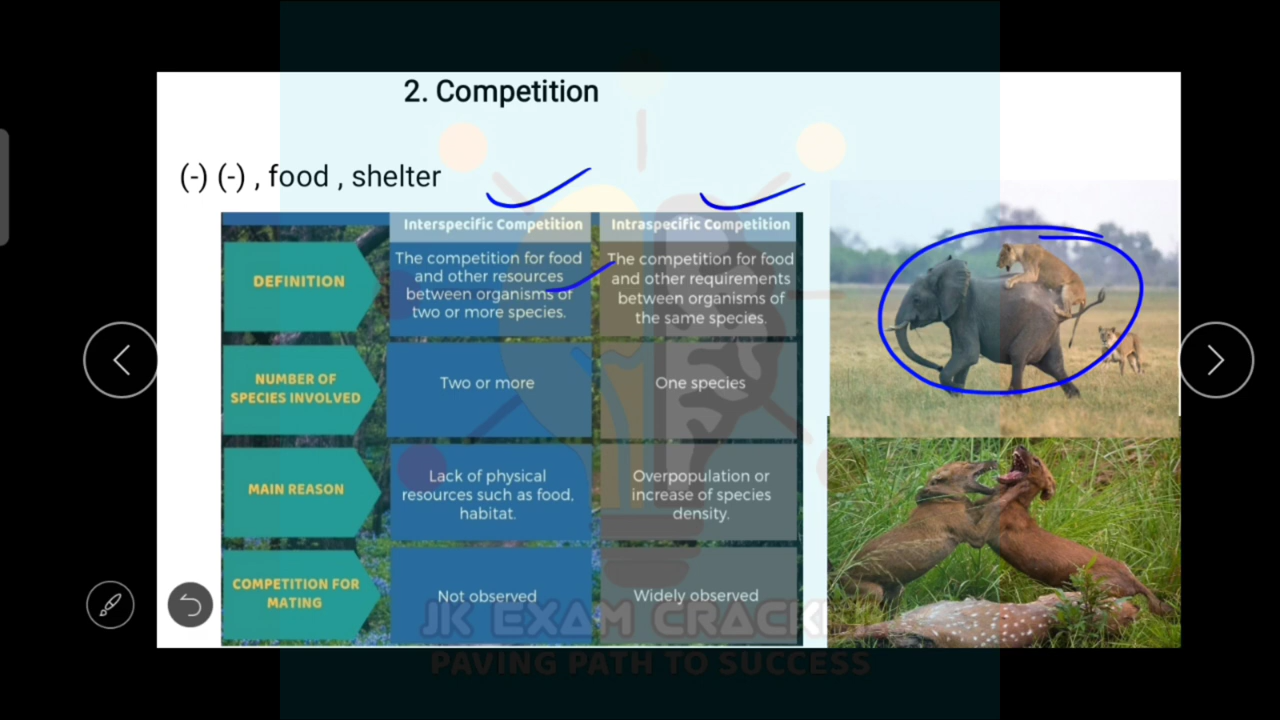 2. Competition
(-) (-) , food , shelter
Interspecific Competition
Intraspecific Competition
DEFINITION
The competition for food
and other resources
between organisms of
two or more species.
The competition for food
and other requirements
between organisms of
the same species.
NUMBER OF
SPECIES INVOLVED
Two or more
One species
MAIN REASON
Lack of physical
resources such as food,
habitat.
Overpopulation or
increase of species
density.
COMPETITION FOR
MATING
Not observed
Widely observed
JK EXAM CRACK
PAVING PATH TO SUCCESS